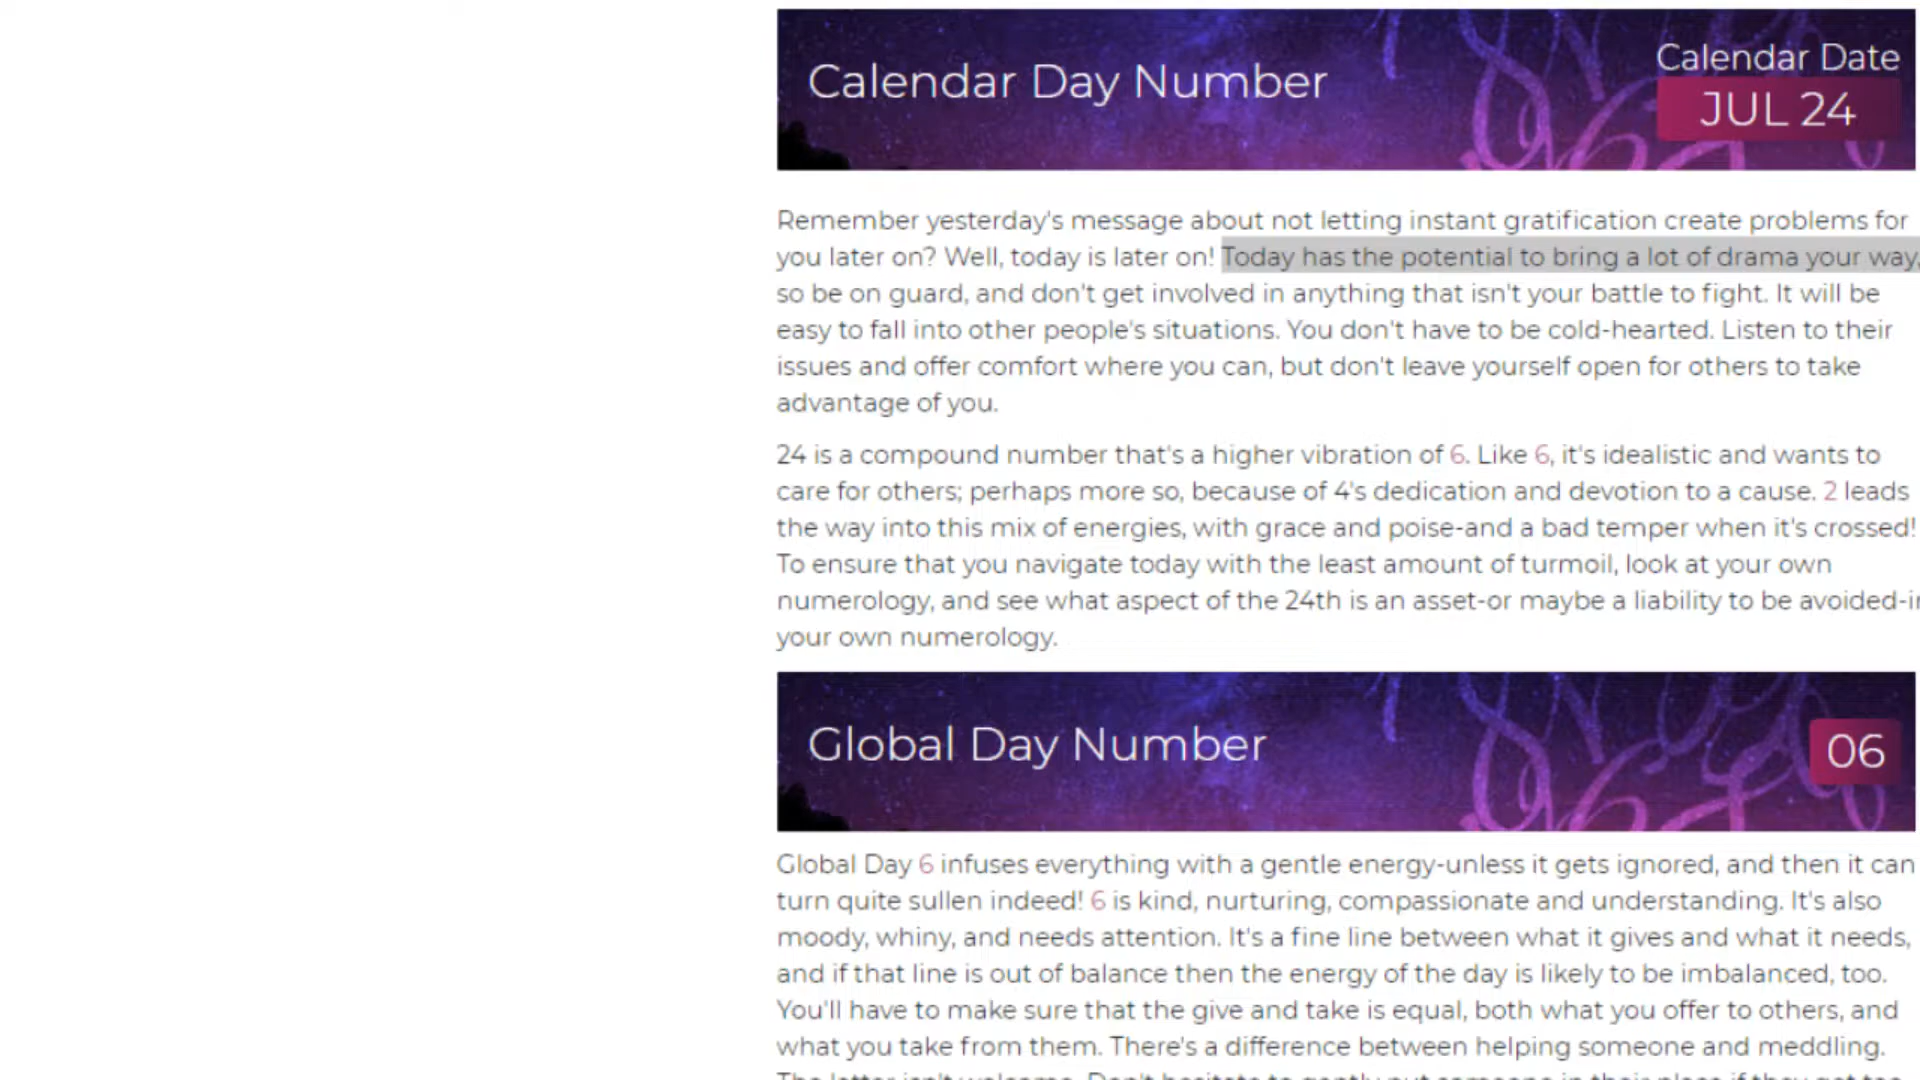 Calendar Day Number
Calendar Date
JUL 24
Remember yesterday's message about not letting instant gratification create problems for
you later on? Well, today is later on! Today has the potential to bring a lot of drama your way,
so be on guard, and don't get involved in anything that isn't your battle to fight. It will be
easy to fall into other people's situations. You don't have to be cold-hearted. Listen to their
issues and offer comfort where you can, but don't leave yourself open for others to take
advantage of you.
24 is a compound number that's a higher vibration of 6. Like 6, it's idealistic and wants to
care for others; perhaps more so, because of 4's dedication and devotion to a cause. 2 leads
the way into this mix of energies, with grace and poise-and a bad temper when it's crossed!
To ensure that you navigate today with the least amount of turmoil, look at your own
numerology, and see what aspect of the 24th is an asset-or maybe a liability to be avoided-in
your own numerology.
Global Day Number
06
Global Day 6 infuses everything with a gentle energy-unless it gets ignored, and then it can
turn quite sullen indeed! 6 is kind, nurturing, compassionate and understanding. It's also
moody, whiny, and needs attention. It's a fine line between what it gives and what it needs,
and if that line is out of balance then the energy of the day is likely to be imbalanced, too.
You'll have to make sure that the give and take is equal, both what you offer to others, and
what you take from them. There's a difference between helping someone and meddling.